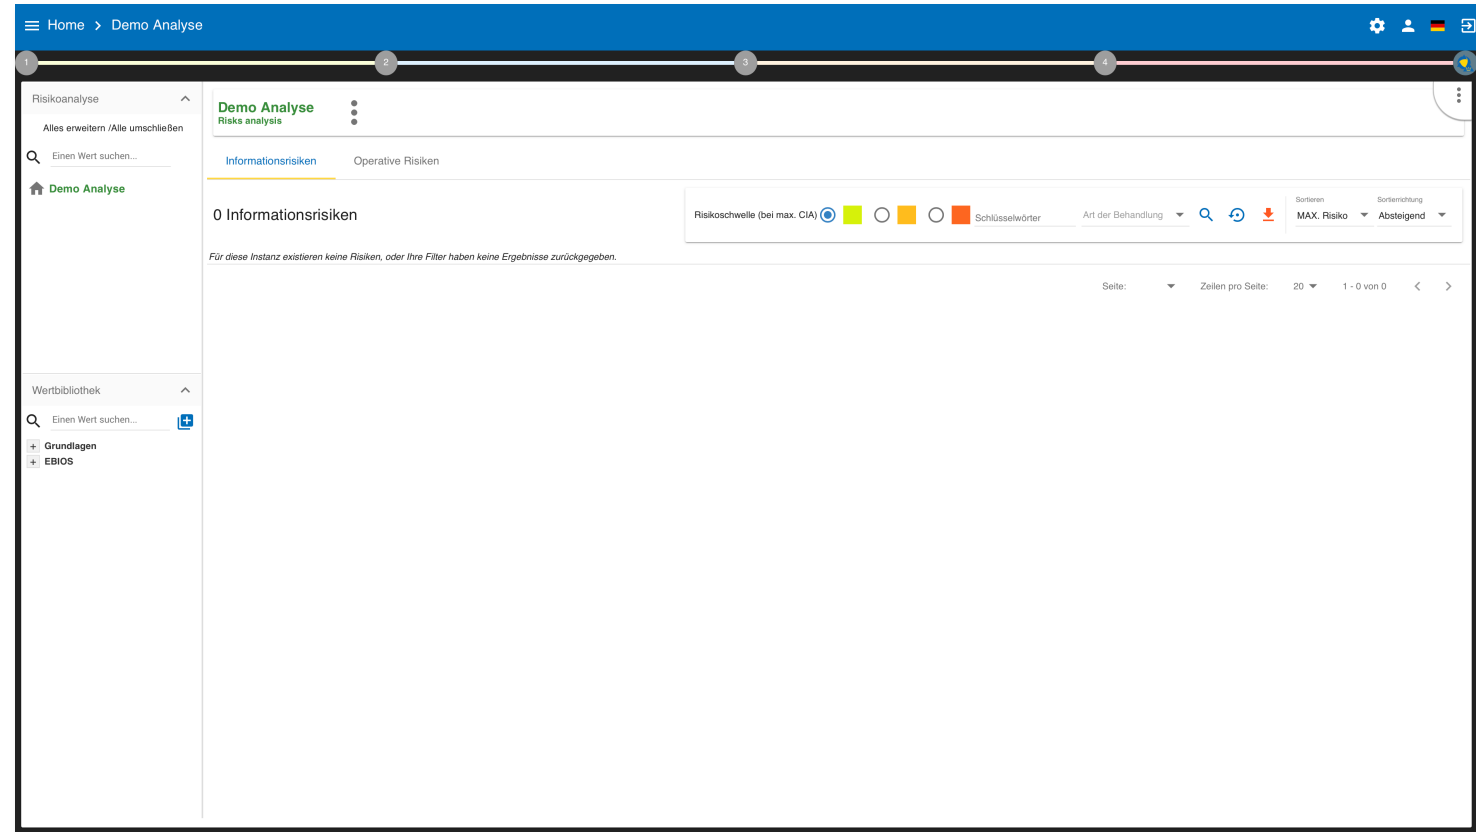 Home > Demo Analyse
1 2 3 4
Risikoanalyse
Alles erweitern /Alle umschließen
Einen Wert suchen...
Demo Analyse
Demo Analyse
Risks analysis
Informationsrisiken Operative Risiken
0 Informationsrisiken
Risikoschwelle (bei max. CIA) Schlüsselwörter Art der Behandlung
Sortieren Sortierrichtung
MAX. Risiko Absteigend
Für diese Instanz existieren keine Risiken, oder Ihre Filter haben keine Ergebnisse zurückgegeben.
Seite: Zeilen pro Seite: 20 1 - 0 von 0
Wertbibliothek
Einen Wert suchen...
+ Grundlagen
+ EBIOS